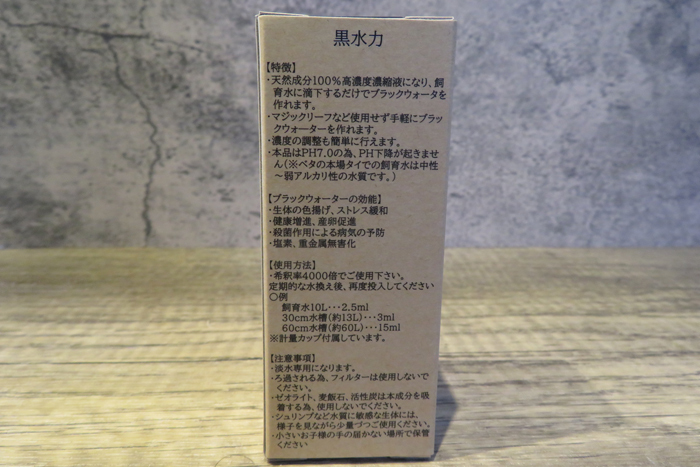 黒水力
【特徴】
・天然成分100%高濃度濃縮液になり、飼
育水に滴下するだけでブラックウォータを
作れます。
・マジックリーフなど使用せず手軽にブラッ
クウォーターを作れます。
・濃度の調整も簡単に行えます。
・本品はPH7.0の為、PH下降が起きませ
ん(※ベタの本場タイでの飼育水は中性
～弱アルカリ性の水質です。)
【ブラックウォーターの効能】
・生体の色揚げ、ストレス緩和
・健康増進、産卵促進
・殺菌作用による病気の予防
・塩素、重金属無害化
【使用方法】
・希釈率4000倍でご使用下さい。
定期的な水換え後、再度投入してください
○例
飼育水10L・・・2.5ml
30cm水槽(約13L)・・・3ml
60cm水槽(約60L)・・・15ml
※計量カップ付属しています。
【注意事項】
・淡水専用になります。
・ろ過される為、フィルターは使用しないで
ください。
・ゼオライト、麦飯石、活性炭は本成分を吸
着する為、使用しないでください。
・シュリンプなど水質に敏感な生体には、
様子を見ながら少量づつご使用ください。
・小さいお子様の手の届かない場所で保管
ください